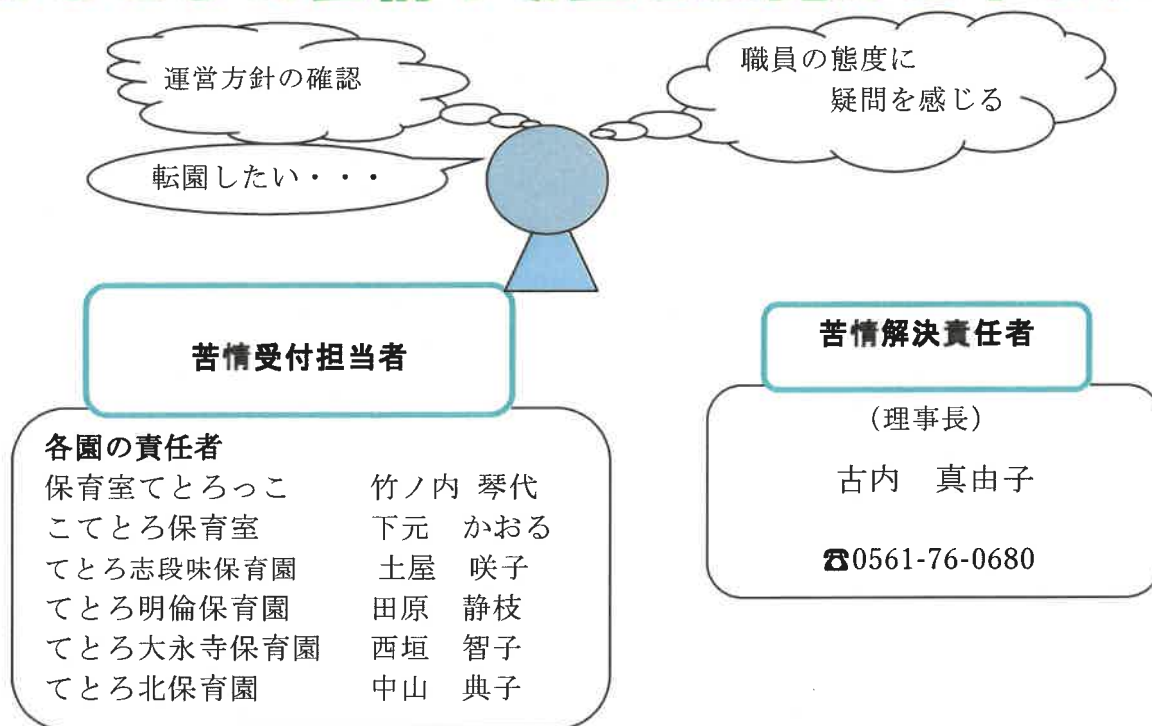 運営方針の確認
職員の態度に
疑問を感じる
転園したい・・・
苦情受付担当者
各園の責任者
保育室てとろっこ 竹ノ内 琴代
こてとろ保育室 下元 かおる
てとろ志段味保育園 土屋 咲子
てとろ明倫保育園 田原 静枝
てとろ大永寺保育園 西垣 智子
てとろ北保育園 中山 典子
苦情解決責任者
（理事長）
古内 真由子
☎0561-76-0680